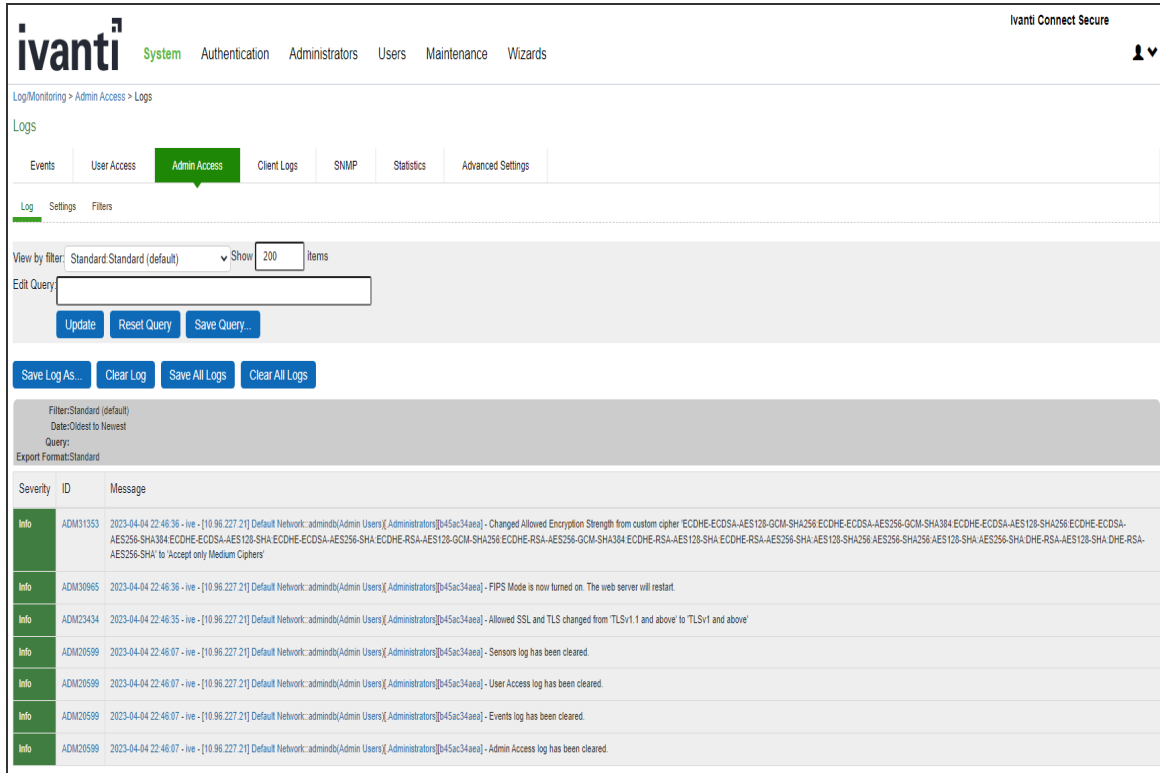 Ivanti Connect Secure
ivanti
System Authentication Administrators Users Maintenance Wizards
Log/Monitoring > Admin Access > Logs
Logs
Events User Access Admin Access Client Logs SNMP Statistics Advanced Settings
Log Settings Filters
View by filter: Standard:Standard (default) Show 200 items
Edit Query:
Update Reset Query Save Query...
Save Log As... Clear Log Save All Logs Clear All Logs
Filter:Standard (default)
Date:Oldest to Newest
Query:
Export Format:Standard
Severity ID Message
Info ADM31353 2023-04-04 22:46:36 - ive - [10.96.227.21] Default Network::admindb(Admin Users)[.Administrators][b45ac34aea] - Changed Allowed Encryption Strength from custom cipher 'ECDHE-ECDSA-AES128-GCM-SHA256:ECDHE-ECDSA-AES256-GCM-SHA384:ECDHE-ECDSA-AES128-SHA256:ECDHE-ECDSA-
AES256-SHA384:ECDHE-ECDSA-AES128-SHA:ECDHE-ECDSA-AES256-SHA:ECDHE-RSA-AES128-GCM-SHA256:ECDHE-RSA-AES256-GCM-SHA384:ECDHE-RSA-AES128-SHA:ECDHE-RSA-AES256-SHA:AES128-SHA256:AES256-SHA256:AES128-SHA:AES256-SHA:DHE-RSA-AES128-SHA:DHE-RSA-
AES256-SHA' to 'Accept only Medium Ciphers'
Info ADM30965 2023-04-04 22:46:36 - ive - [10.96.227.21] Default Network::admindb(Admin Users)[.Administrators][b45ac34aea] - FIPS Mode is now turned on. The web server will restart.
Info ADM23434 2023-04-04 22:46:35 - ive - [10.96.227.21] Default Network::admindb(Admin Users)[.Administrators][b45ac34aea] - Allowed SSL and TLS changed from 'TLSv1.1 and above' to 'TLSv1 and above'
Info ADM20599 2023-04-04 22:46:07 - ive - [10.96.227.21] Default Network::admindb(Admin Users)[.Administrators][b45ac34aea] - Sensors log has been cleared.
Info ADM20599 2023-04-04 22:46:07 - ive - [10.96.227.21] Default Network::admindb(Admin Users)[.Administrators][b45ac34aea] - User Access log has been cleared.
Info ADM20599 2023-04-04 22:46:07 - ive - [10.96.227.21] Default Network::admindb(Admin Users)[.Administrators][b45ac34aea] - Events log has been cleared.
Info ADM20599 2023-04-04 22:46:07 - ive - [10.96.227.21] Default Network::admindb(Admin Users)[.Administrators][b45ac34aea] - Admin Access log has been cleared.